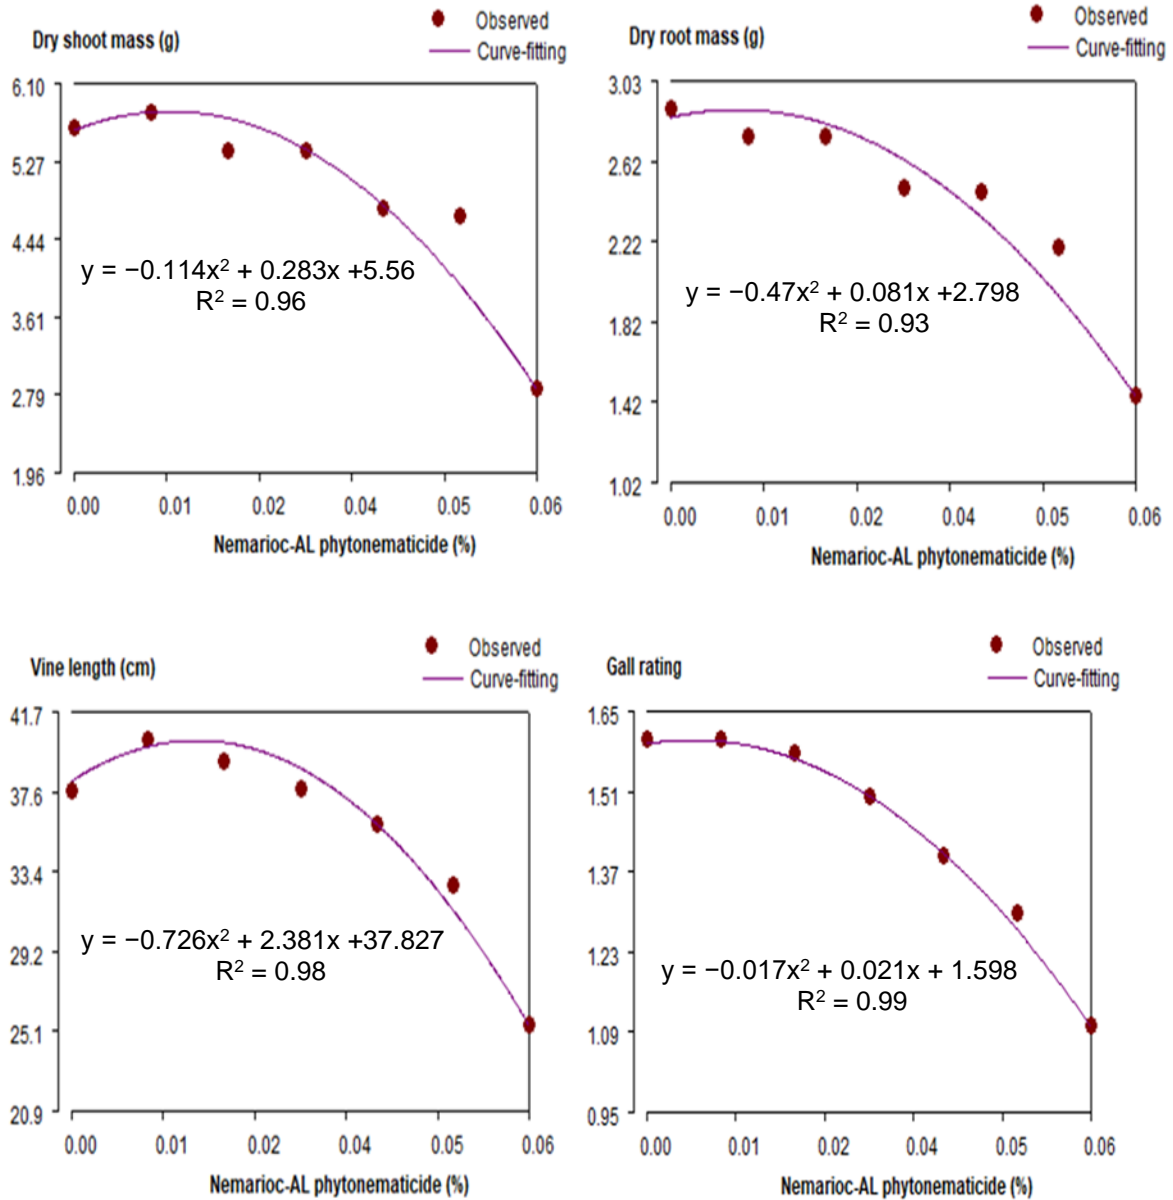 Dry shoot mass (g)
Observed
Curve-fitting
6.10
5.27
4.44
3.61
2.79
1.96
y = −0.114x² + 0.283x +5.56
R² = 0.96
0.00 0.01 0.02 0.04 0.05 0.06
Nemarioc-AL phytonematicide (%)
Dry root mass (g)
Observed
Curve-fitting
3.03
2.62
2.22
1.82
1.42
1.02
y = −0.47x² + 0.081x +2.798
R² = 0.93
0.00 0.01 0.02 0.04 0.05 0.06
Nemarioc-AL phytonematicide (%)
Vine length (cm)
Observed
Curve-fitting
41.7
37.6
33.4
29.2
25.1
20.9
y = −0.726x² + 2.381x +37.827
R² = 0.98
0.00 0.01 0.02 0.04 0.05 0.06
Nemarioc-AL phytonematicide (%)
Gall rating
Observed
Curve-fitting
1.65
1.51
1.37
1.23
1.09
0.95
y = −0.017x² + 0.021x + 1.598
R² = 0.99
0.00 0.01 0.02 0.04 0.05 0.06
Nemarioc-AL phytonematicide (%)